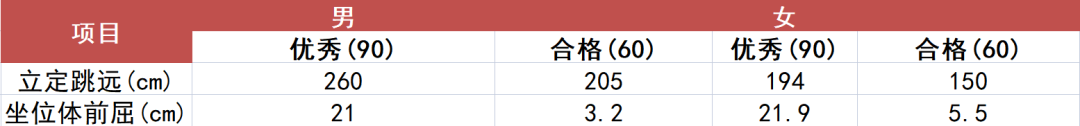 项目 男 女
优秀(90) 合格(60) 优秀(90) 合格(60)
立定跳远(cm) 260 205 194 150
坐位体前屈(cm) 21 3.2 21.9 5.5